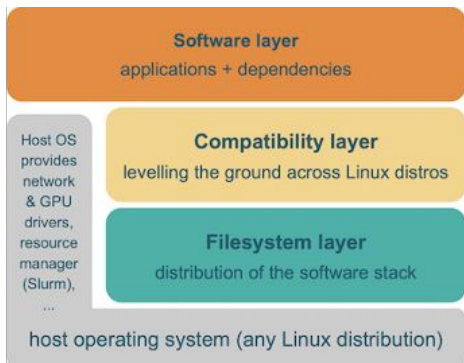 Software layer
applications + dependencies
Host OS
provides
network
& GPU
drivers,
resource
manager
(Slurm),
...
Compatibility layer
levelling the ground across Linux distros
Filesystem layer
distribution of the software stack
host operating system (any Linux distribution)